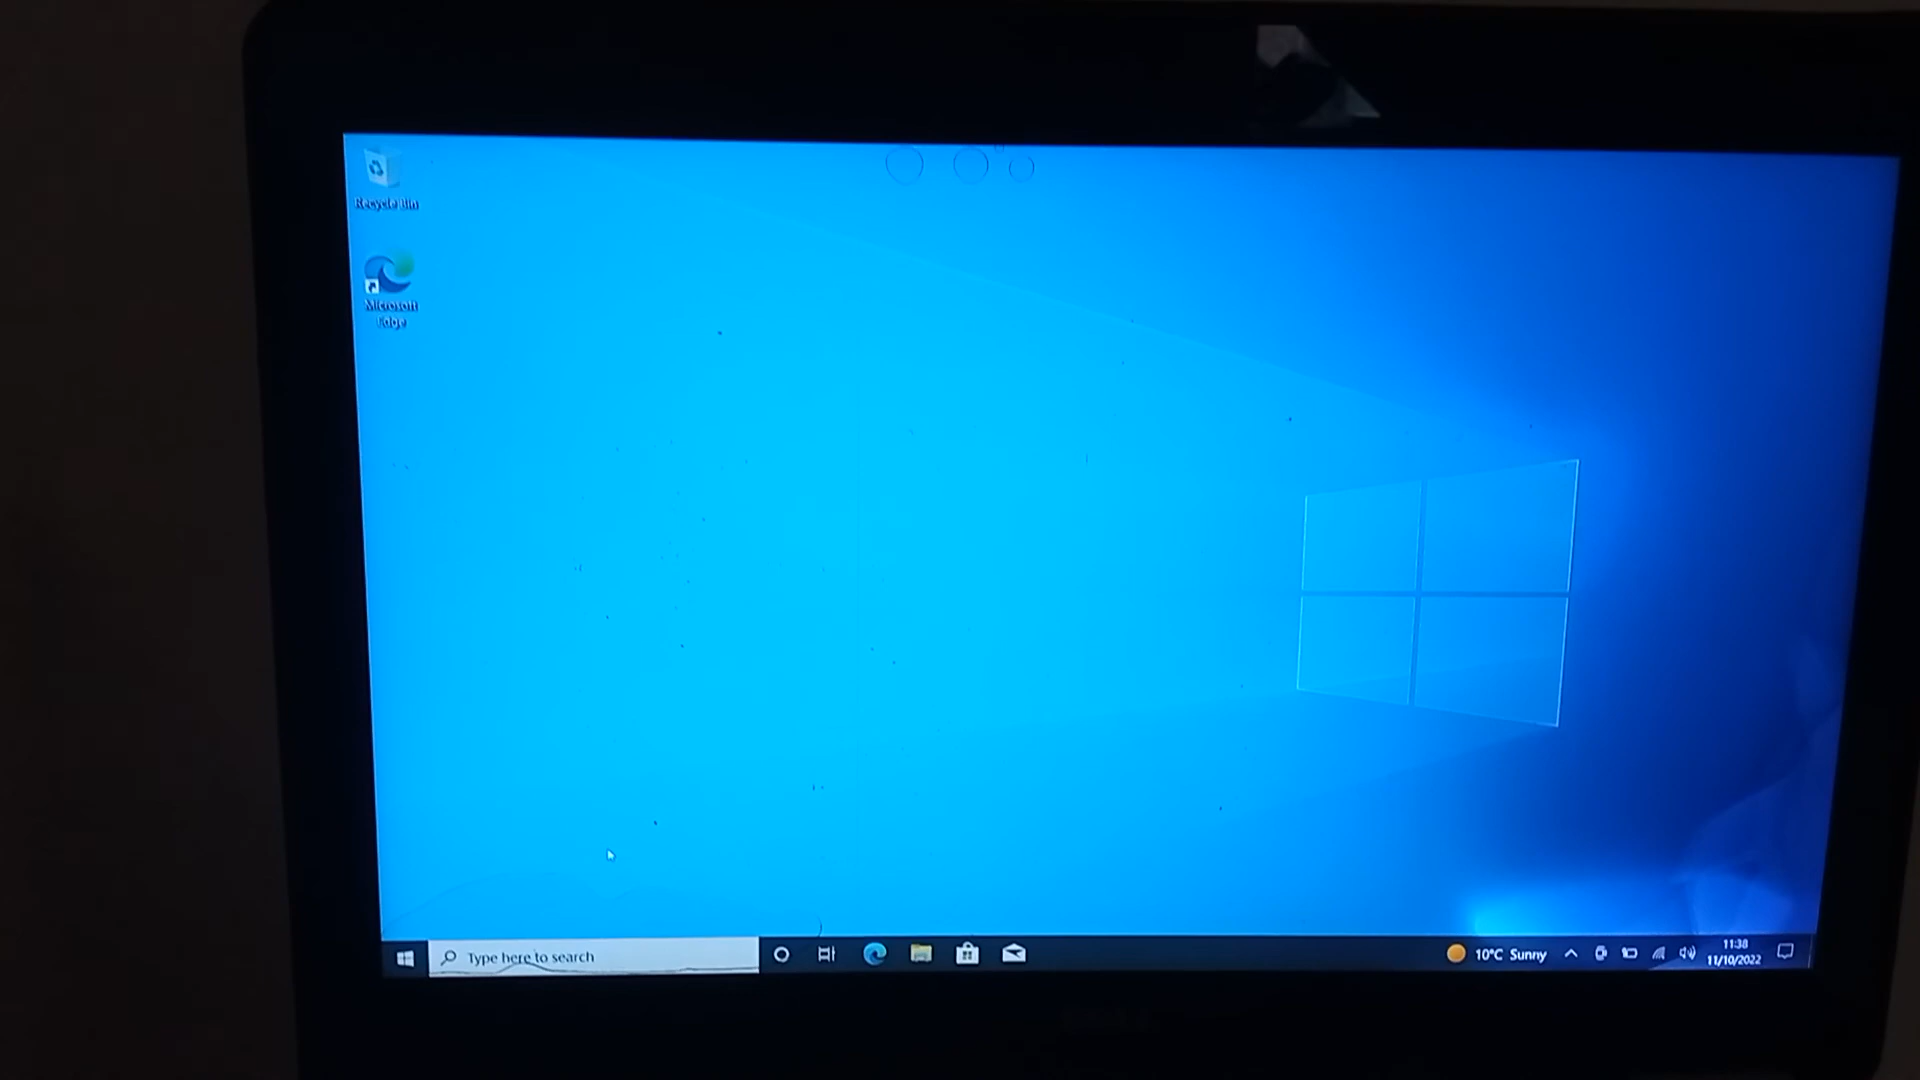 Recycle Bin
Microsoft
Edge
Type here to search
10°C Sunny
11:38
11/10/2022